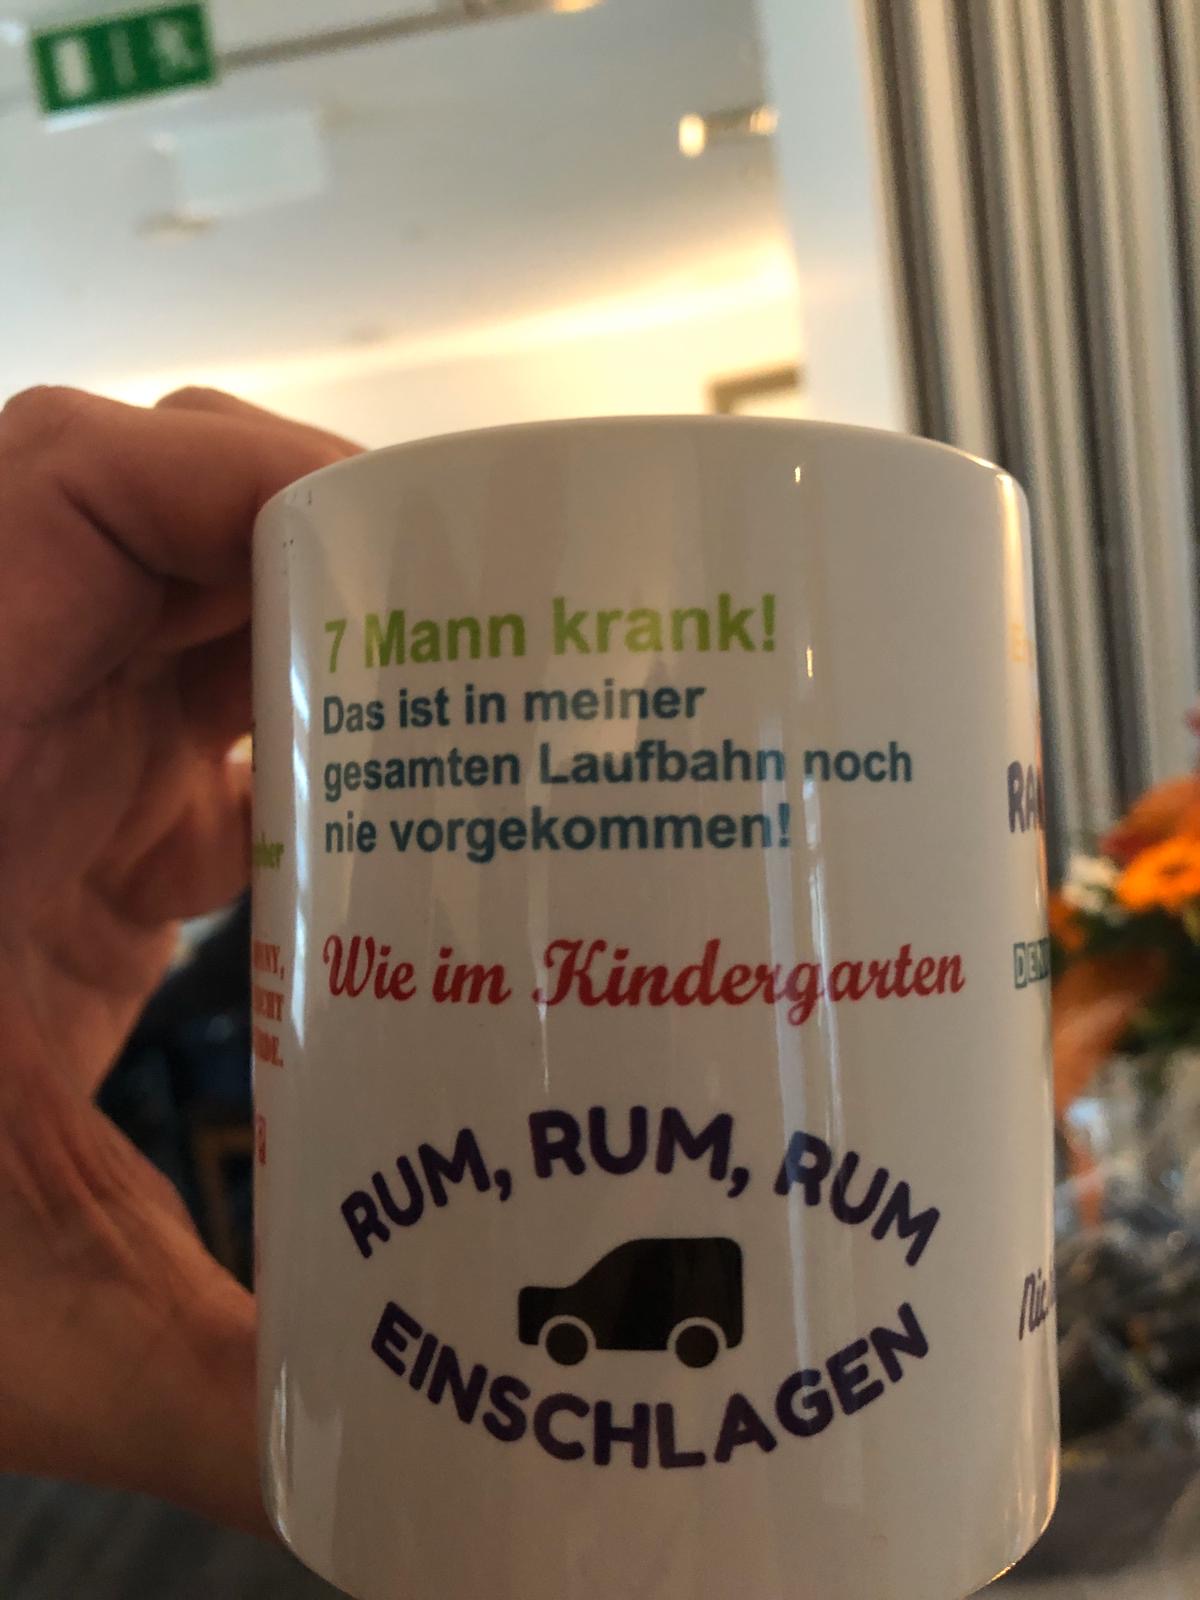 7 Mann krank!
Das ist in meiner
gesamten Laufbahn noch
nie vorgekommen!
Wie im Kindergarten
RUM, RUM, RUM
EINSCHLAGEN